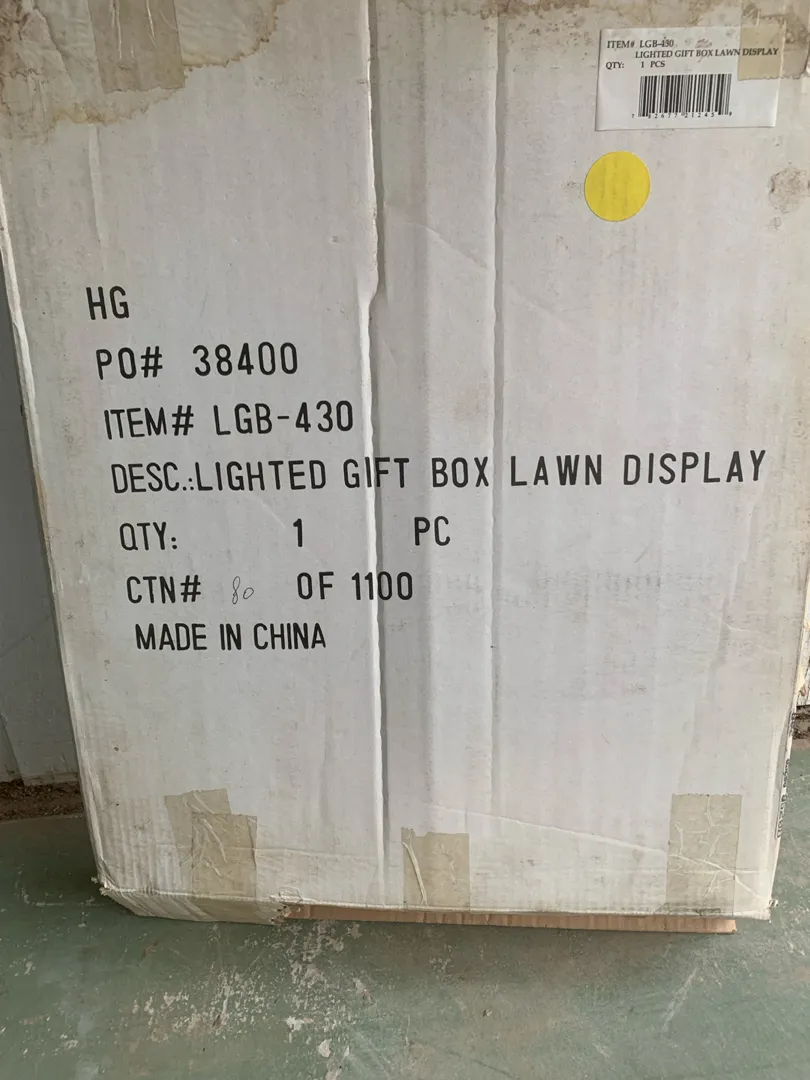 ITEM# LGB-430
LIGHTED GIFT BOX LAWN DISPLAY
QTY: 1 PCS
HG
PO# 38400
ITEM# LGB-430
DESC.:LIGHTED GIFT BOX LAWN DISPLAY
QTY: 1 PC
CTN# 80 OF 1100
MADE IN CHINA